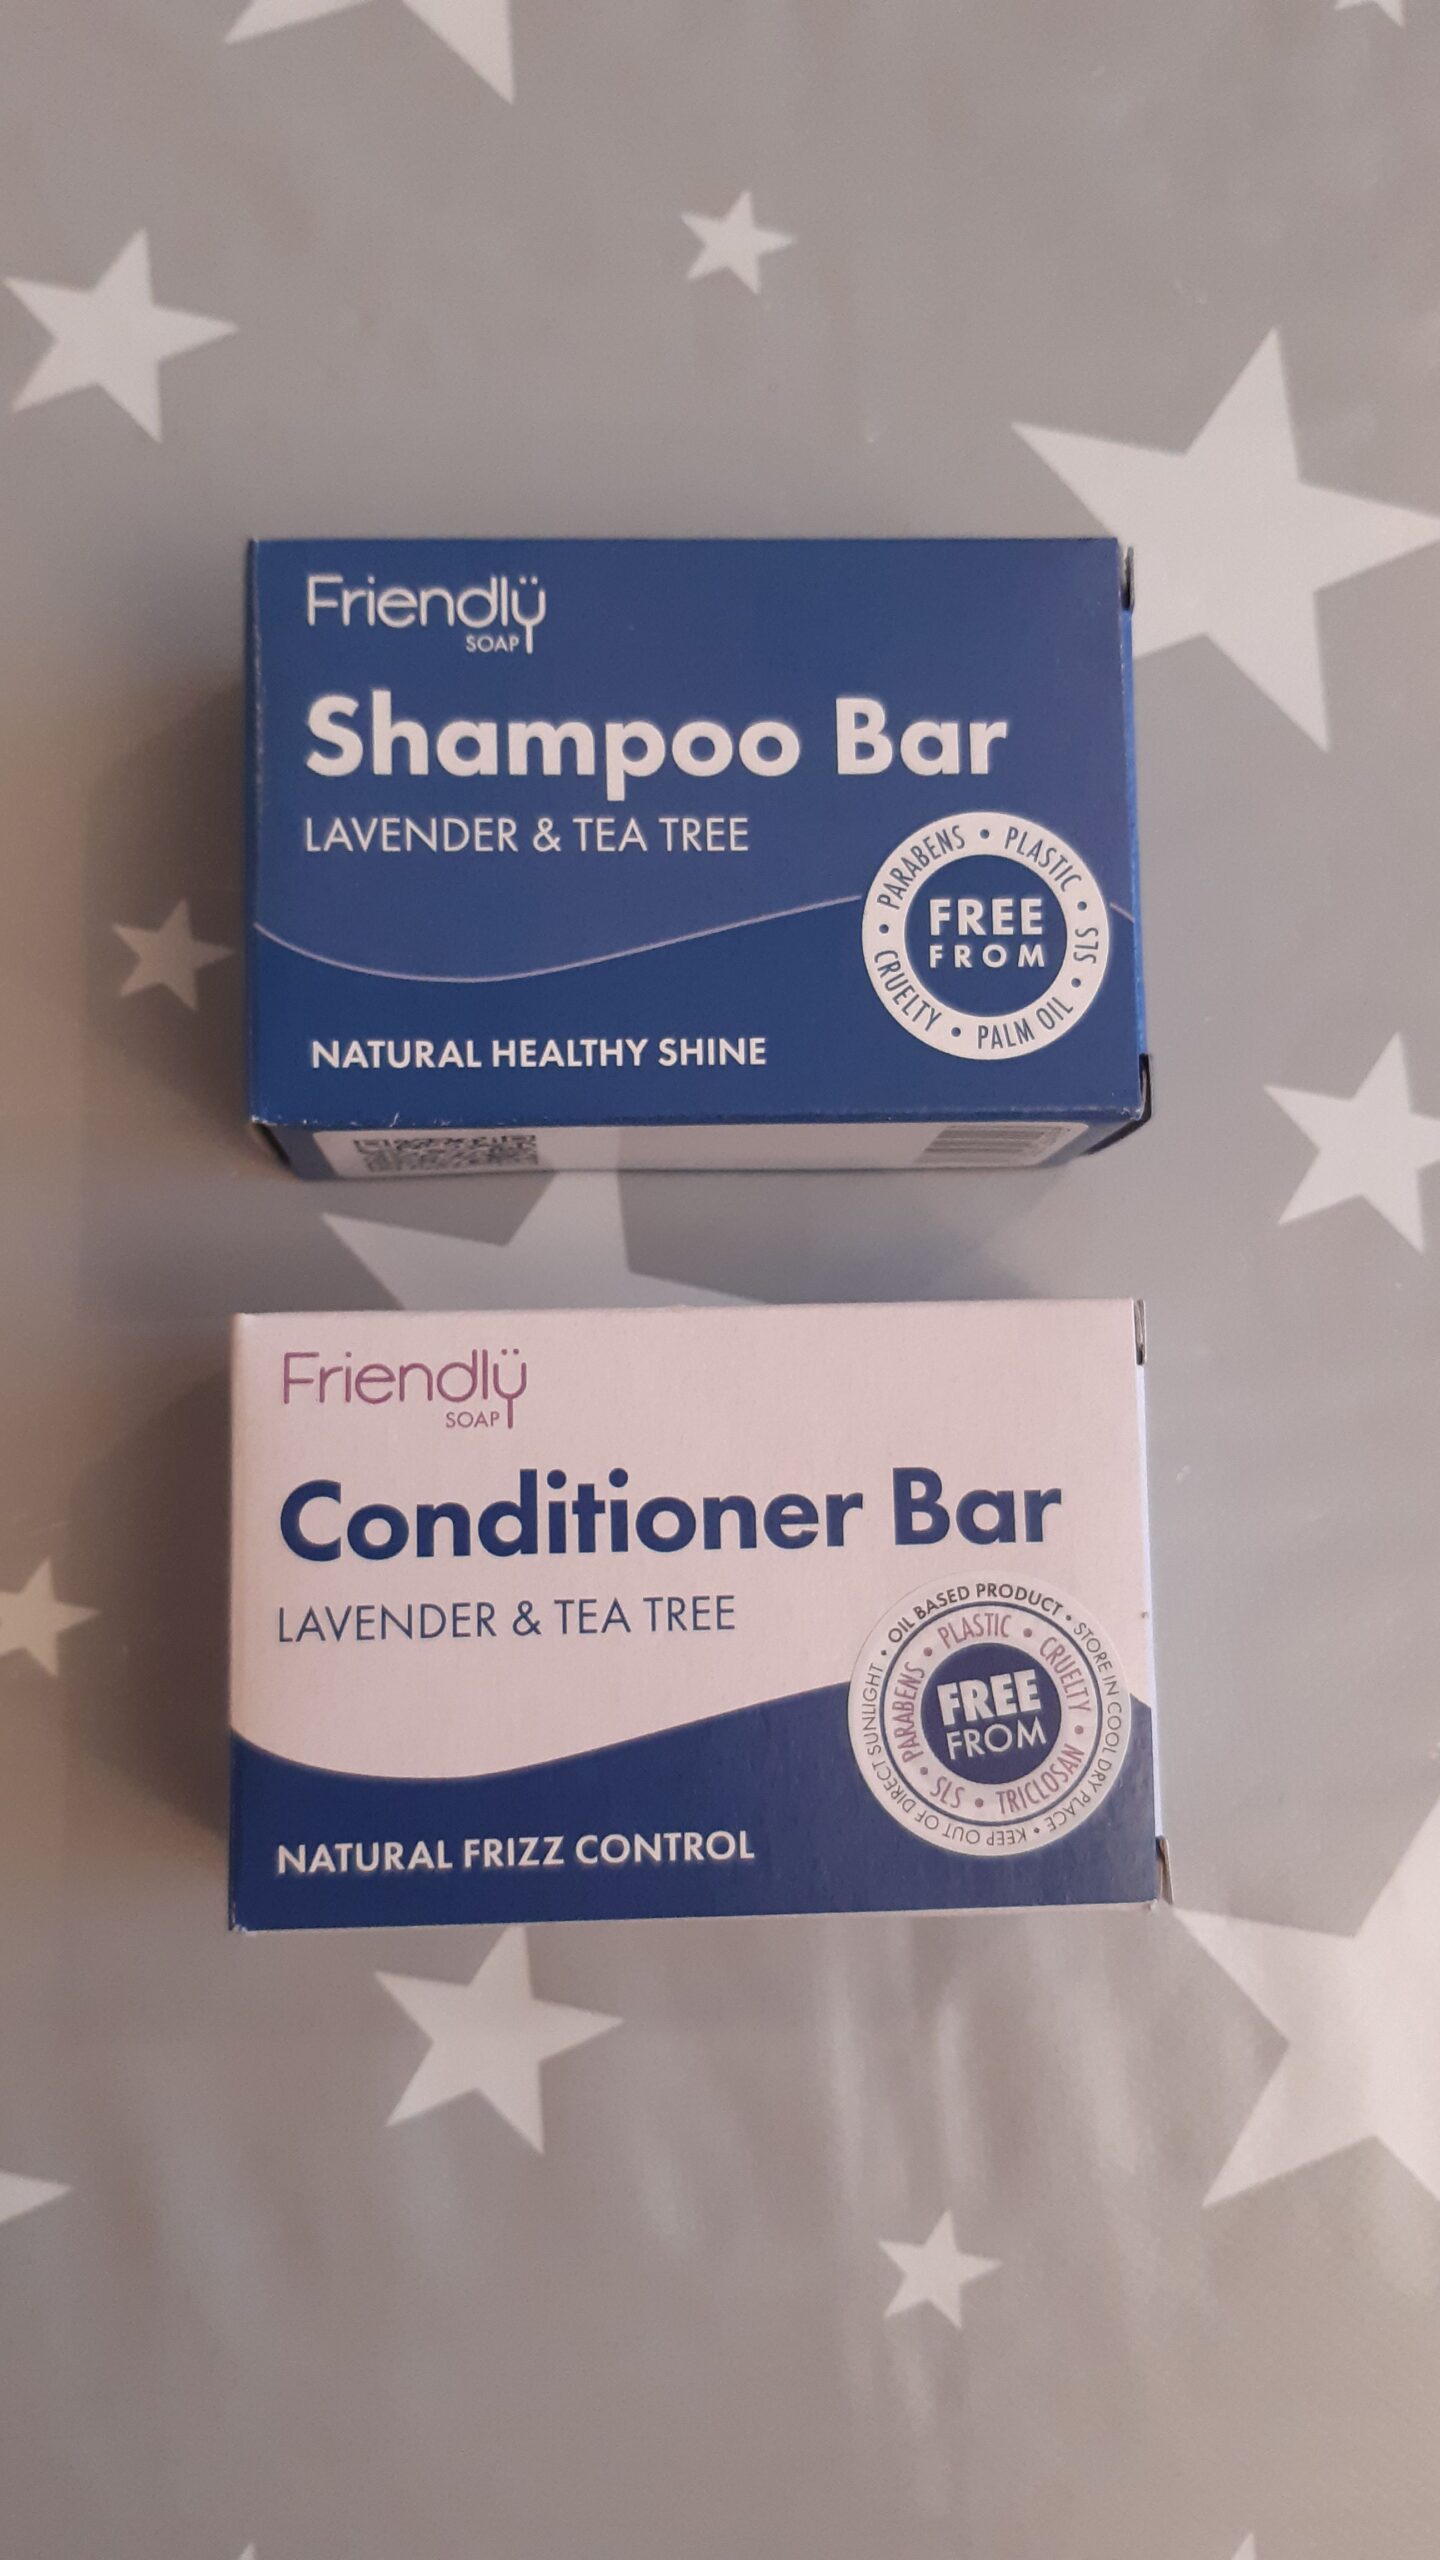 Friendlÿ
SOAP
Shampoo Bar
LAVENDER & TEA TREE
PARABENS • PLASTIC • SLS • PALM OIL • CRUELTY •
FREE
FROM
NATURAL HEALTHY SHINE
Friendlÿ
SOAP
Conditioner Bar
LAVENDER & TEA TREE
• OIL BASED PRODUCT • STORE IN COOL DRY PLACE • KEEP OUT OF DIRECT SUNLIGHT
PARABENS • PLASTIC • CRUELTY • TRICLOSAN • SLS •
FREE
FROM
NATURAL FRIZZ CONTROL